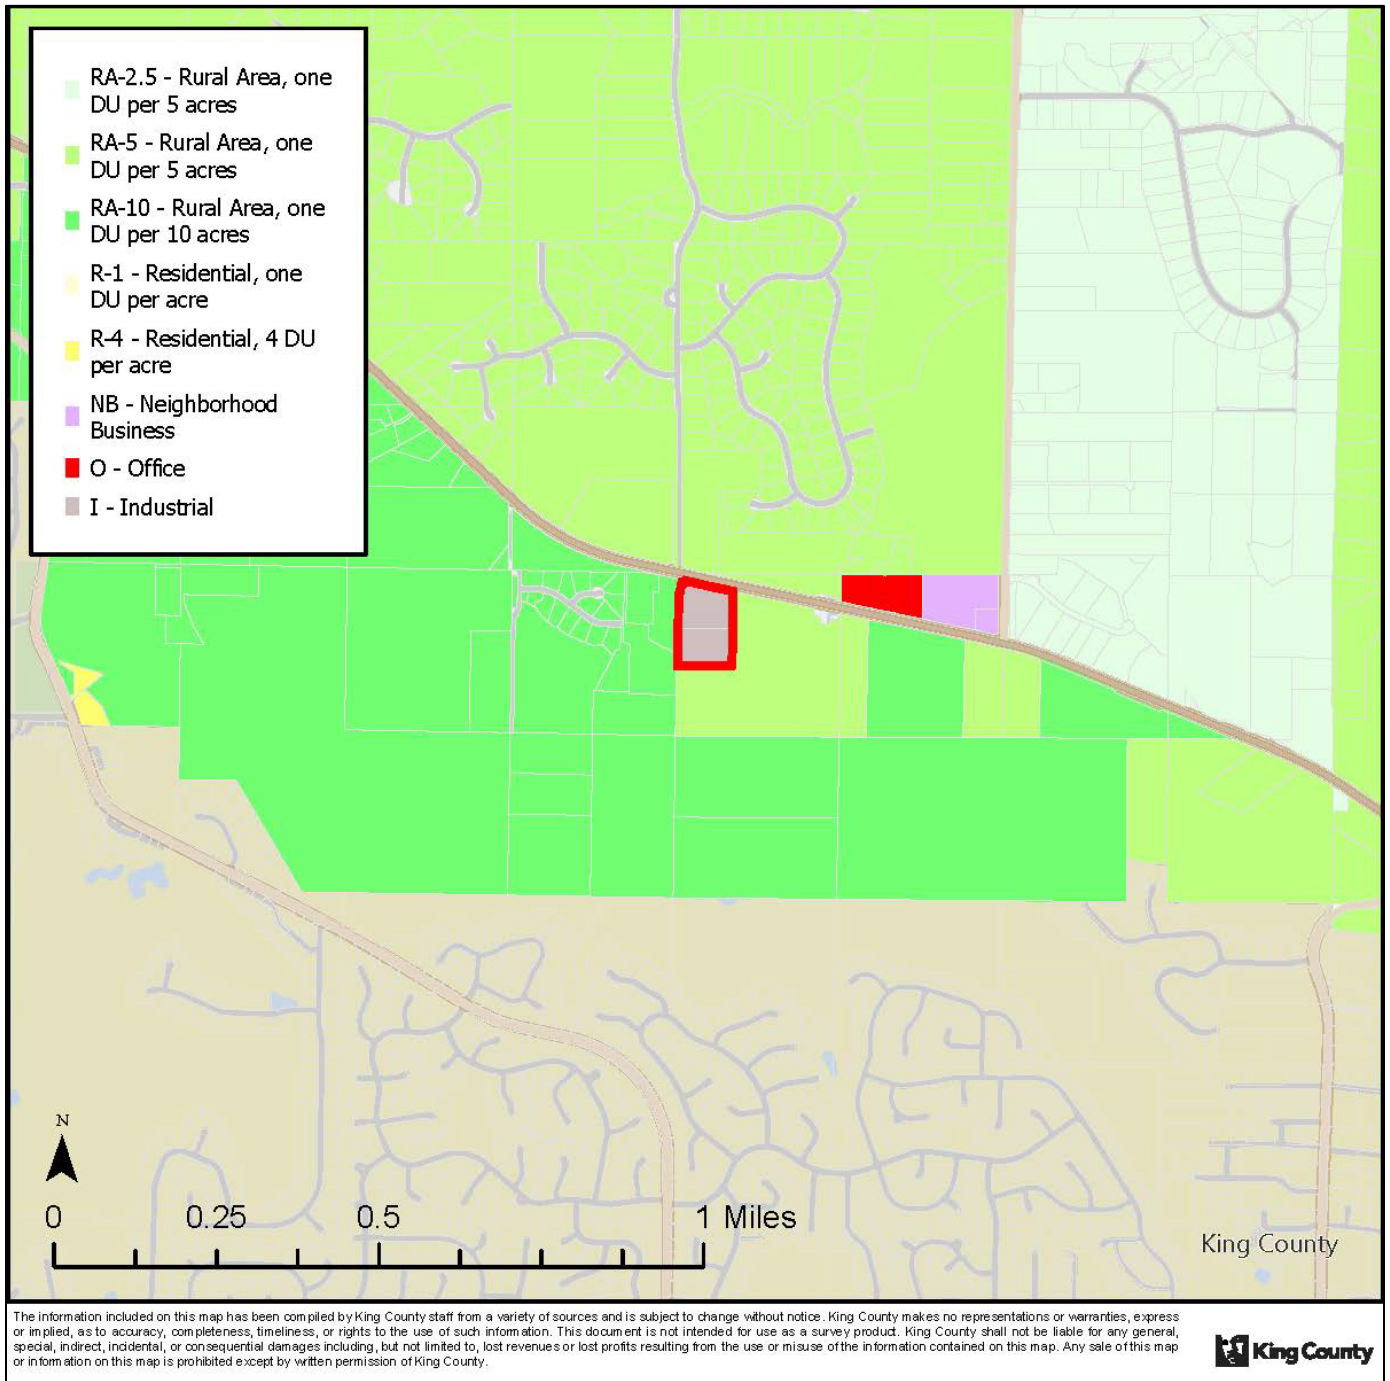 RA-2.5 - Rural Area, one
DU per 5 acres
RA-5 - Rural Area, one
DU per 5 acres
RA-10 - Rural Area, one
DU per 10 acres
R-1 - Residential, one
DU per acre
R-4 - Residential, 4 DU
per acre
NB - Neighborhood
Business
O - Office
I - Industrial
N
0 0.25 0.5 1 Miles
King County
The information included on this map has been compiled by King County staff from a variety of sources and is subject to change without notice. King County makes no representations or warranties, express
or implied, as to accuracy, completeness, timeliness, or rights to the use of such information. This document is not intended for use as a survey product. King County shall not be liable for any general,
special, indirect, incidental, or consequential damages including, but not limited to, lost revenues or lost profits resulting from the use or misuse of the information contained on this map. Any sale of this map
or information on this map is prohibited except by written permission of King County.
King County